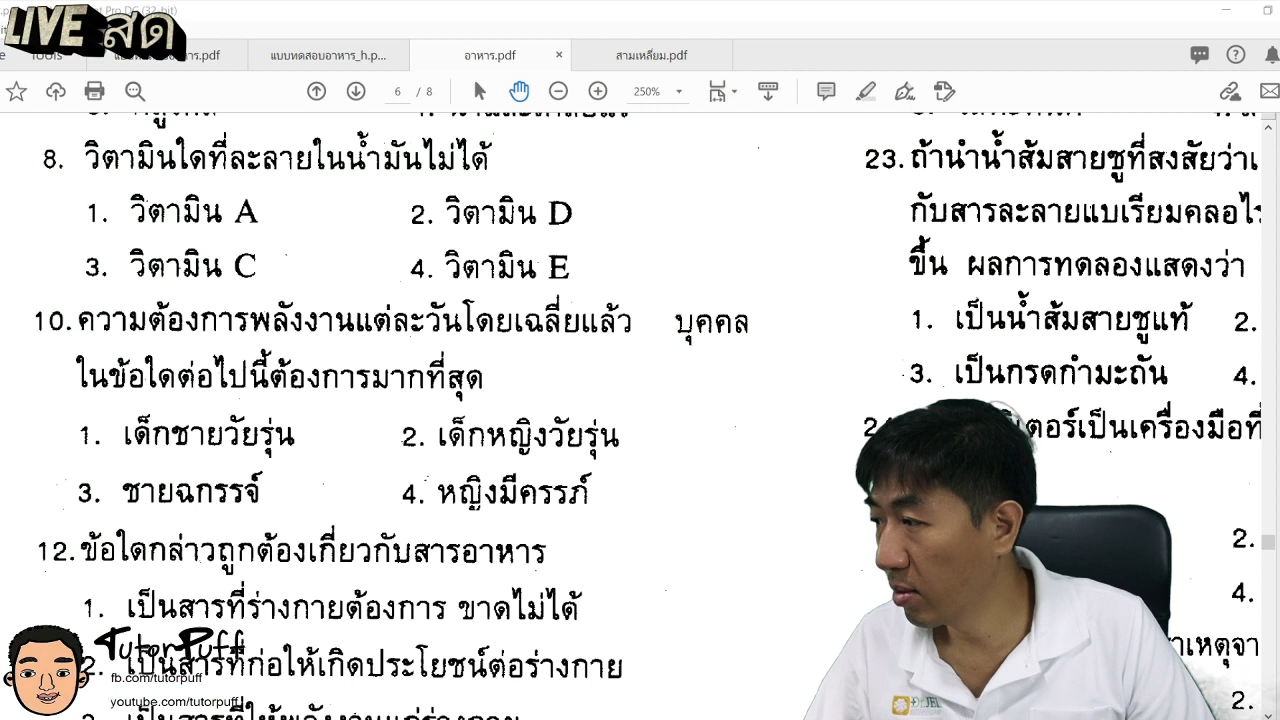 LIVE สด
Pro DC (32-bit)
Tools
าร.pdf
แบบทดสอบอาหาร_h.p...
อาหาร.pdf
สามเหลี่ยม.pdf
6 / 8
250%
8. วิตามินใดที่ละลายในน้ำมันไม่ได้
1. วิตามิน A
2. วิตามิน D
3. วิตามิน C
4. วิตามิน E
10. ความต้องการพลังงานแต่ละวันโดยเฉลี่ยแล้ว บุคคล
ในข้อใดต่อไปนี้ต้องการมากที่สุด
1. เด็กชายวัยรุ่น
2. เด็กหญิงวัยรุ่น
3. ชายฉกรรจ์
4. หญิงมีครรภ์
12. ข้อใดกล่าวถูกต้องเกี่ยวกับสารอาหาร
1. เป็นสารที่ร่างกายต้องการ ขาดไม่ได้
2. เป็นสารที่ก่อให้เกิดประโยชน์ต่อร่างกาย
23. ถ้านำน้ำส้มสายชูที่สงสัยว่าเ
กับสารละลายแบเรียมคลอไร
ขึ้น ผลการทดลองแสดงว่า
1. เป็นน้ำส้มสายชูแท้ 2.
3. เป็นกรดกำมะถัน 4.
ิเตอร์เป็นเครื่องมือที่
2.
4.
าเหตุจา
2.
TutorPuff
fb.com/tutorpuff
youtube.com/tutorpuff
+Dr.JEL